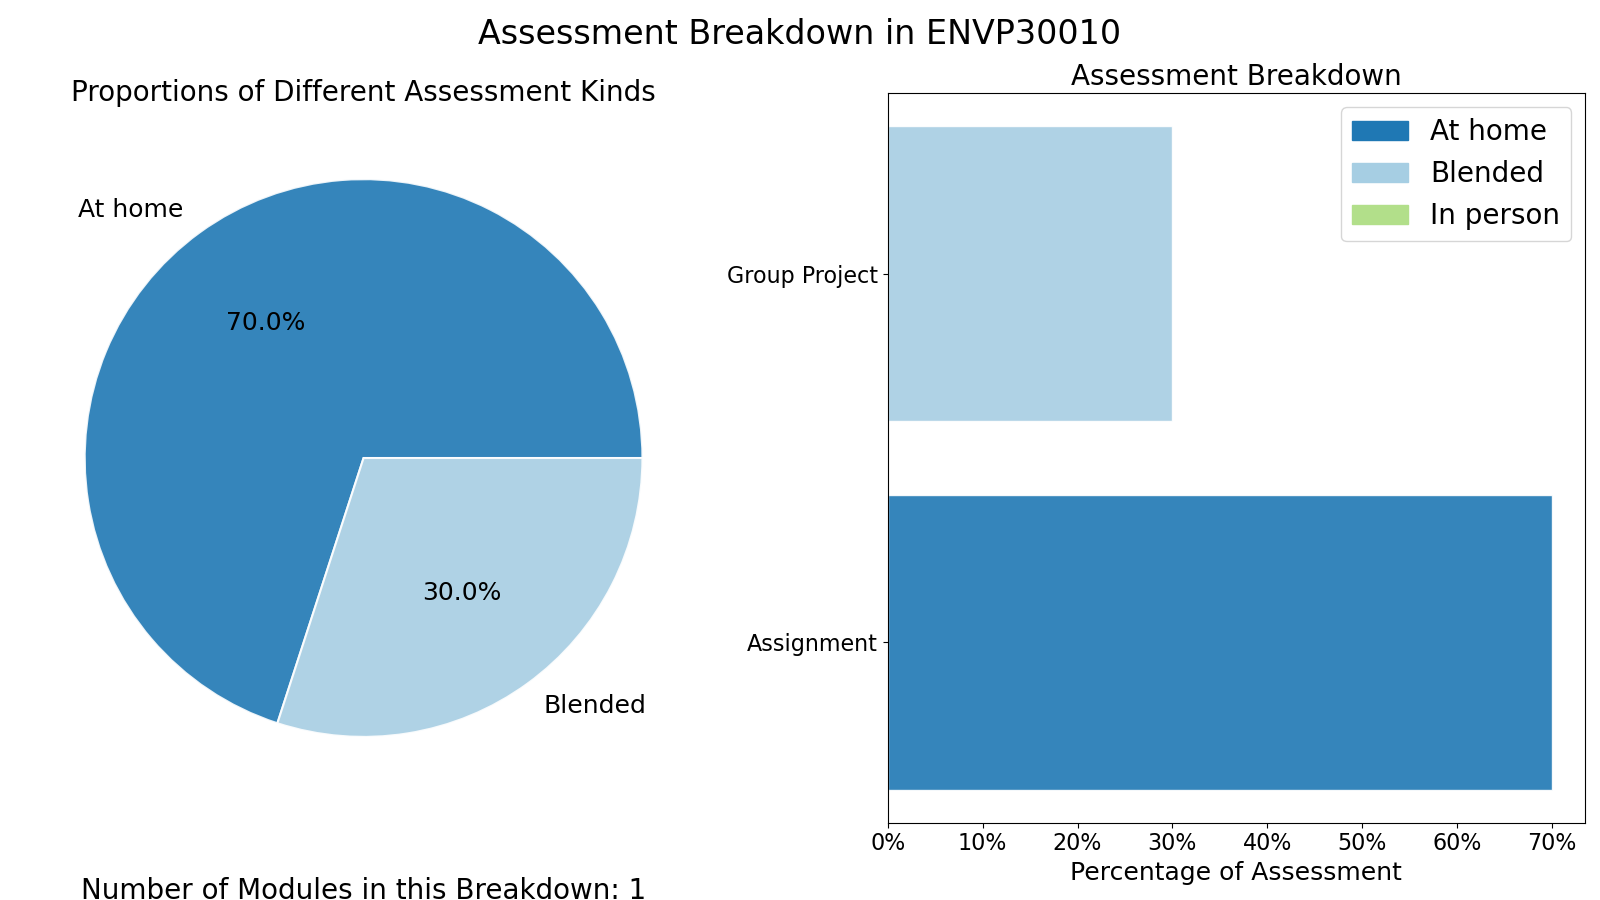 Assessment Breakdown in ENVP30010
Proportions of Different Assessment Kinds
At home
70.0%
30.0%
Blended
Number of Modules in this Breakdown: 1
Assessment Breakdown
At home
Blended
In person
Group Project
Assignment
0% 10% 20% 30% 40% 50% 60% 70%
Percentage of Assessment